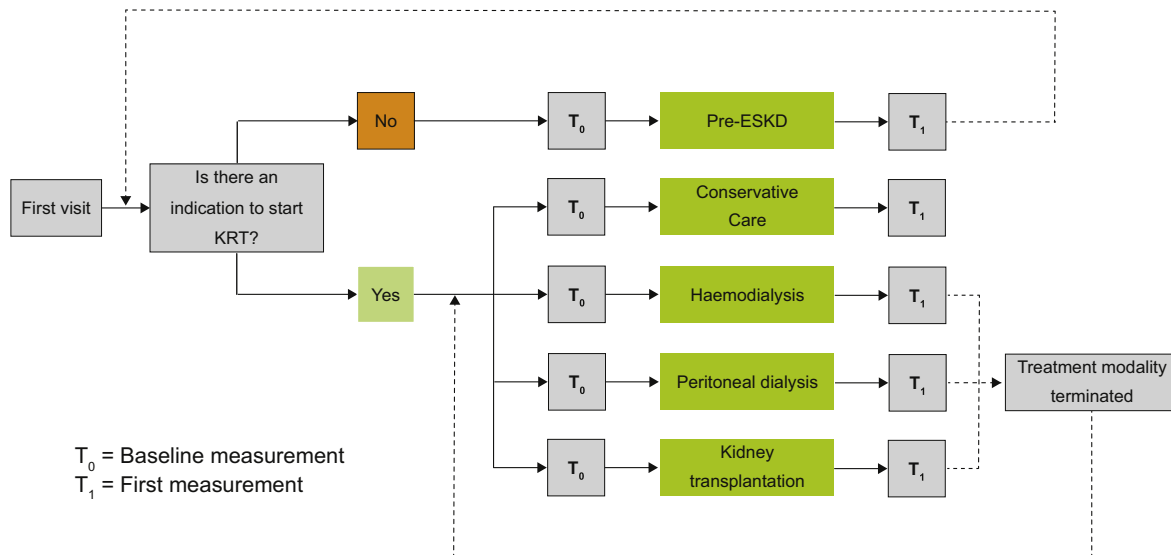 No
T0
Pre-ESKD
T1
First visit
Is there an
indication to start
KRT?
T0
Conservative
Care
T1
Yes
T0
Haemodialysis
T1
T0
Peritoneal dialysis
T1
Treatment modality
terminated
T0
Kidney
transplantation
T1
T0 = Baseline measurement
T1 = First measurement